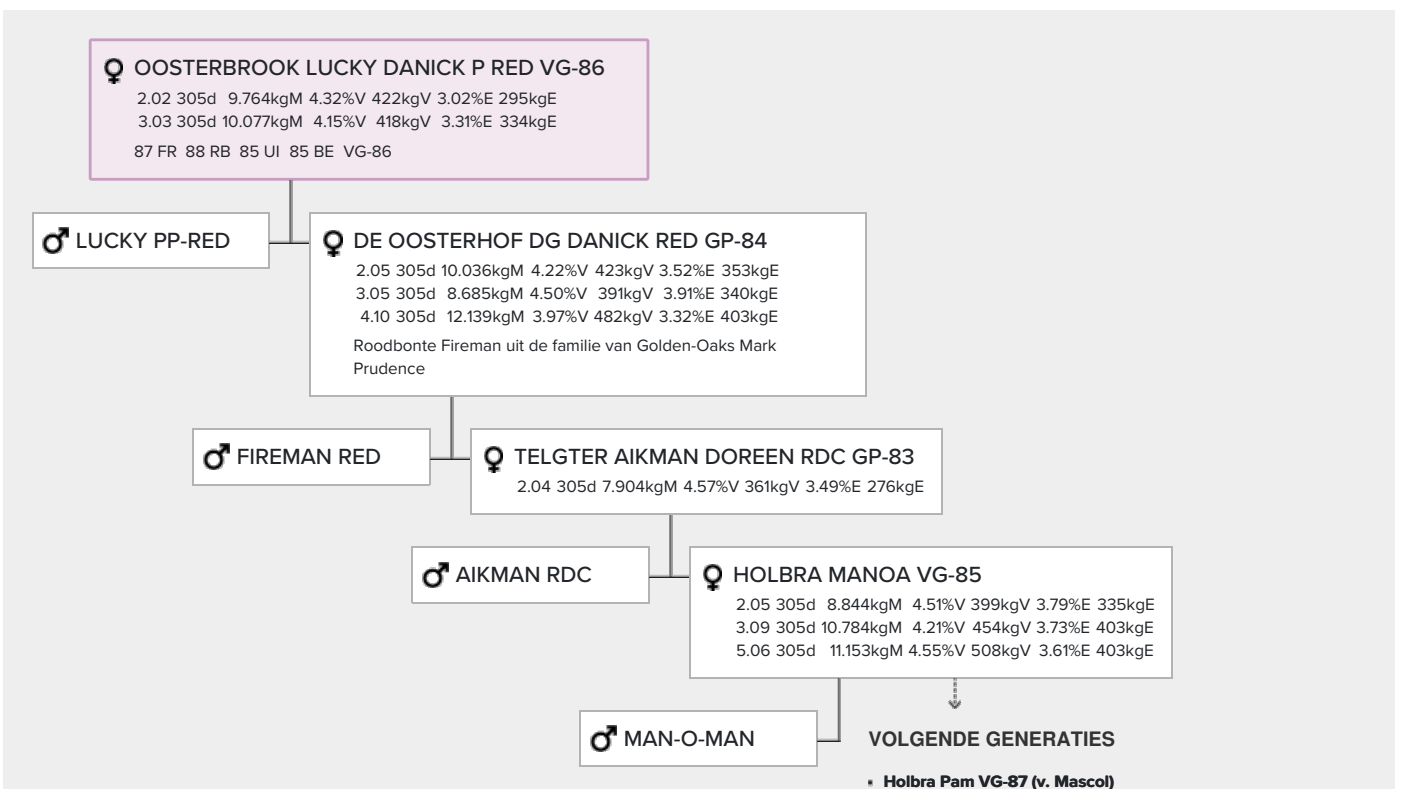 OOSTERBROOK LUCKY DANICK P RED VG-86
2.02 305d 9.764kgM 4.32%V 422kgV 3.02%E 295kgE
3.03 305d 10.077kgM 4.15%V 418kgV 3.31%E 334kgE
87 FR 88 RB 85 UI 85 BE VG-86
LUCKY PP-RED
DE OOSTERHOF DG DANICK RED GP-84
2.05 305d 10.036kgM 4.22%V 423kgV 3.52%E 353kgE
3.05 305d 8.685kgM 4.50%V 391kgV 3.91%E 340kgE
4.10 305d 12.139kgM 3.97%V 482kgV 3.32%E 403kgE
Roodbonte Fireman uit de familie van Golden-Oaks Mark
Prudence
FIREMAN RED
TELGTER AIKMAN DOREEN RDC GP-83
2.04 305d 7.904kgM 4.57%V 361kgV 3.49%E 276kgE
AIKMAN RDC
HOLBRA MANOA VG-85
2.05 305d 8.844kgM 4.51%V 399kgV 3.79%E 335kgE
3.09 305d 10.784kgM 4.21%V 454kgV 3.73%E 403kgE
5.06 305d 11.153kgM 4.55%V 508kgV 3.61%E 403kgE
MAN-O-MAN
VOLGENDE GENERATIES
▪ Holbra Pam VG-87 (v. Mascol)